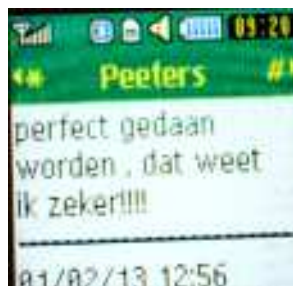 09:20
Peeters
perfect gedaan
worden , dat weet
ik zeker!!!!
01/02/13 12:56